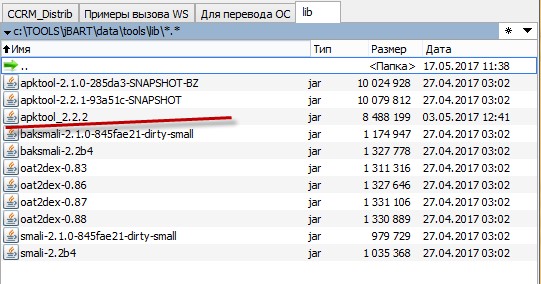 CCRM_Distrib Примеры вызова WS Для перевода ОС lib
c:\TOOLS\jBART\data\tools\lib\*.*
Имя Тип Размер Дата
.. <Папка> 17.05.2017 11:38
apktool-2.1.0-285da3-SNAPSHOT-BZ jar 10 024 928 27.04.2017 03:02
apktool-2.2.1-93a51c-SNAPSHOT jar 10 079 812 27.04.2017 03:02
apktool_2.2.2 jar 8 488 199 03.05.2017 12:41
baksmali-2.1.0-845fae21-dirty-small jar 1 174 947 27.04.2017 03:02
baksmali-2.2b4 jar 1 327 778 27.04.2017 03:02
oat2dex-0.83 jar 1 311 316 27.04.2017 03:02
oat2dex-0.86 jar 1 327 646 27.04.2017 03:02
oat2dex-0.87 jar 1 331 106 27.04.2017 03:02
oat2dex-0.88 jar 1 330 889 27.04.2017 03:02
smali-2.1.0-845fae21-dirty-small jar 979 729 27.04.2017 03:02
smali-2.2b4 jar 1 035 368 27.04.2017 03:02